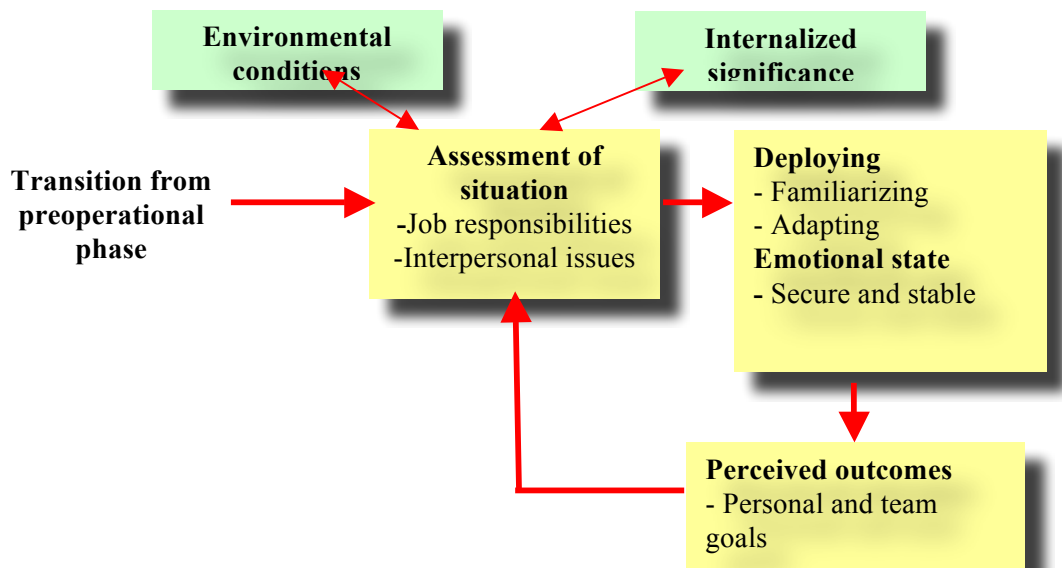 Environmental
conditions
Internalized
significance
Transition from
preoperational
phase
Assessment of
situation
-Job responsibilities
-Interpersonal issues
Deploying
- Familiarizing
- Adapting
Emotional state
- Secure and stable
Perceived outcomes
- Personal and team
goals